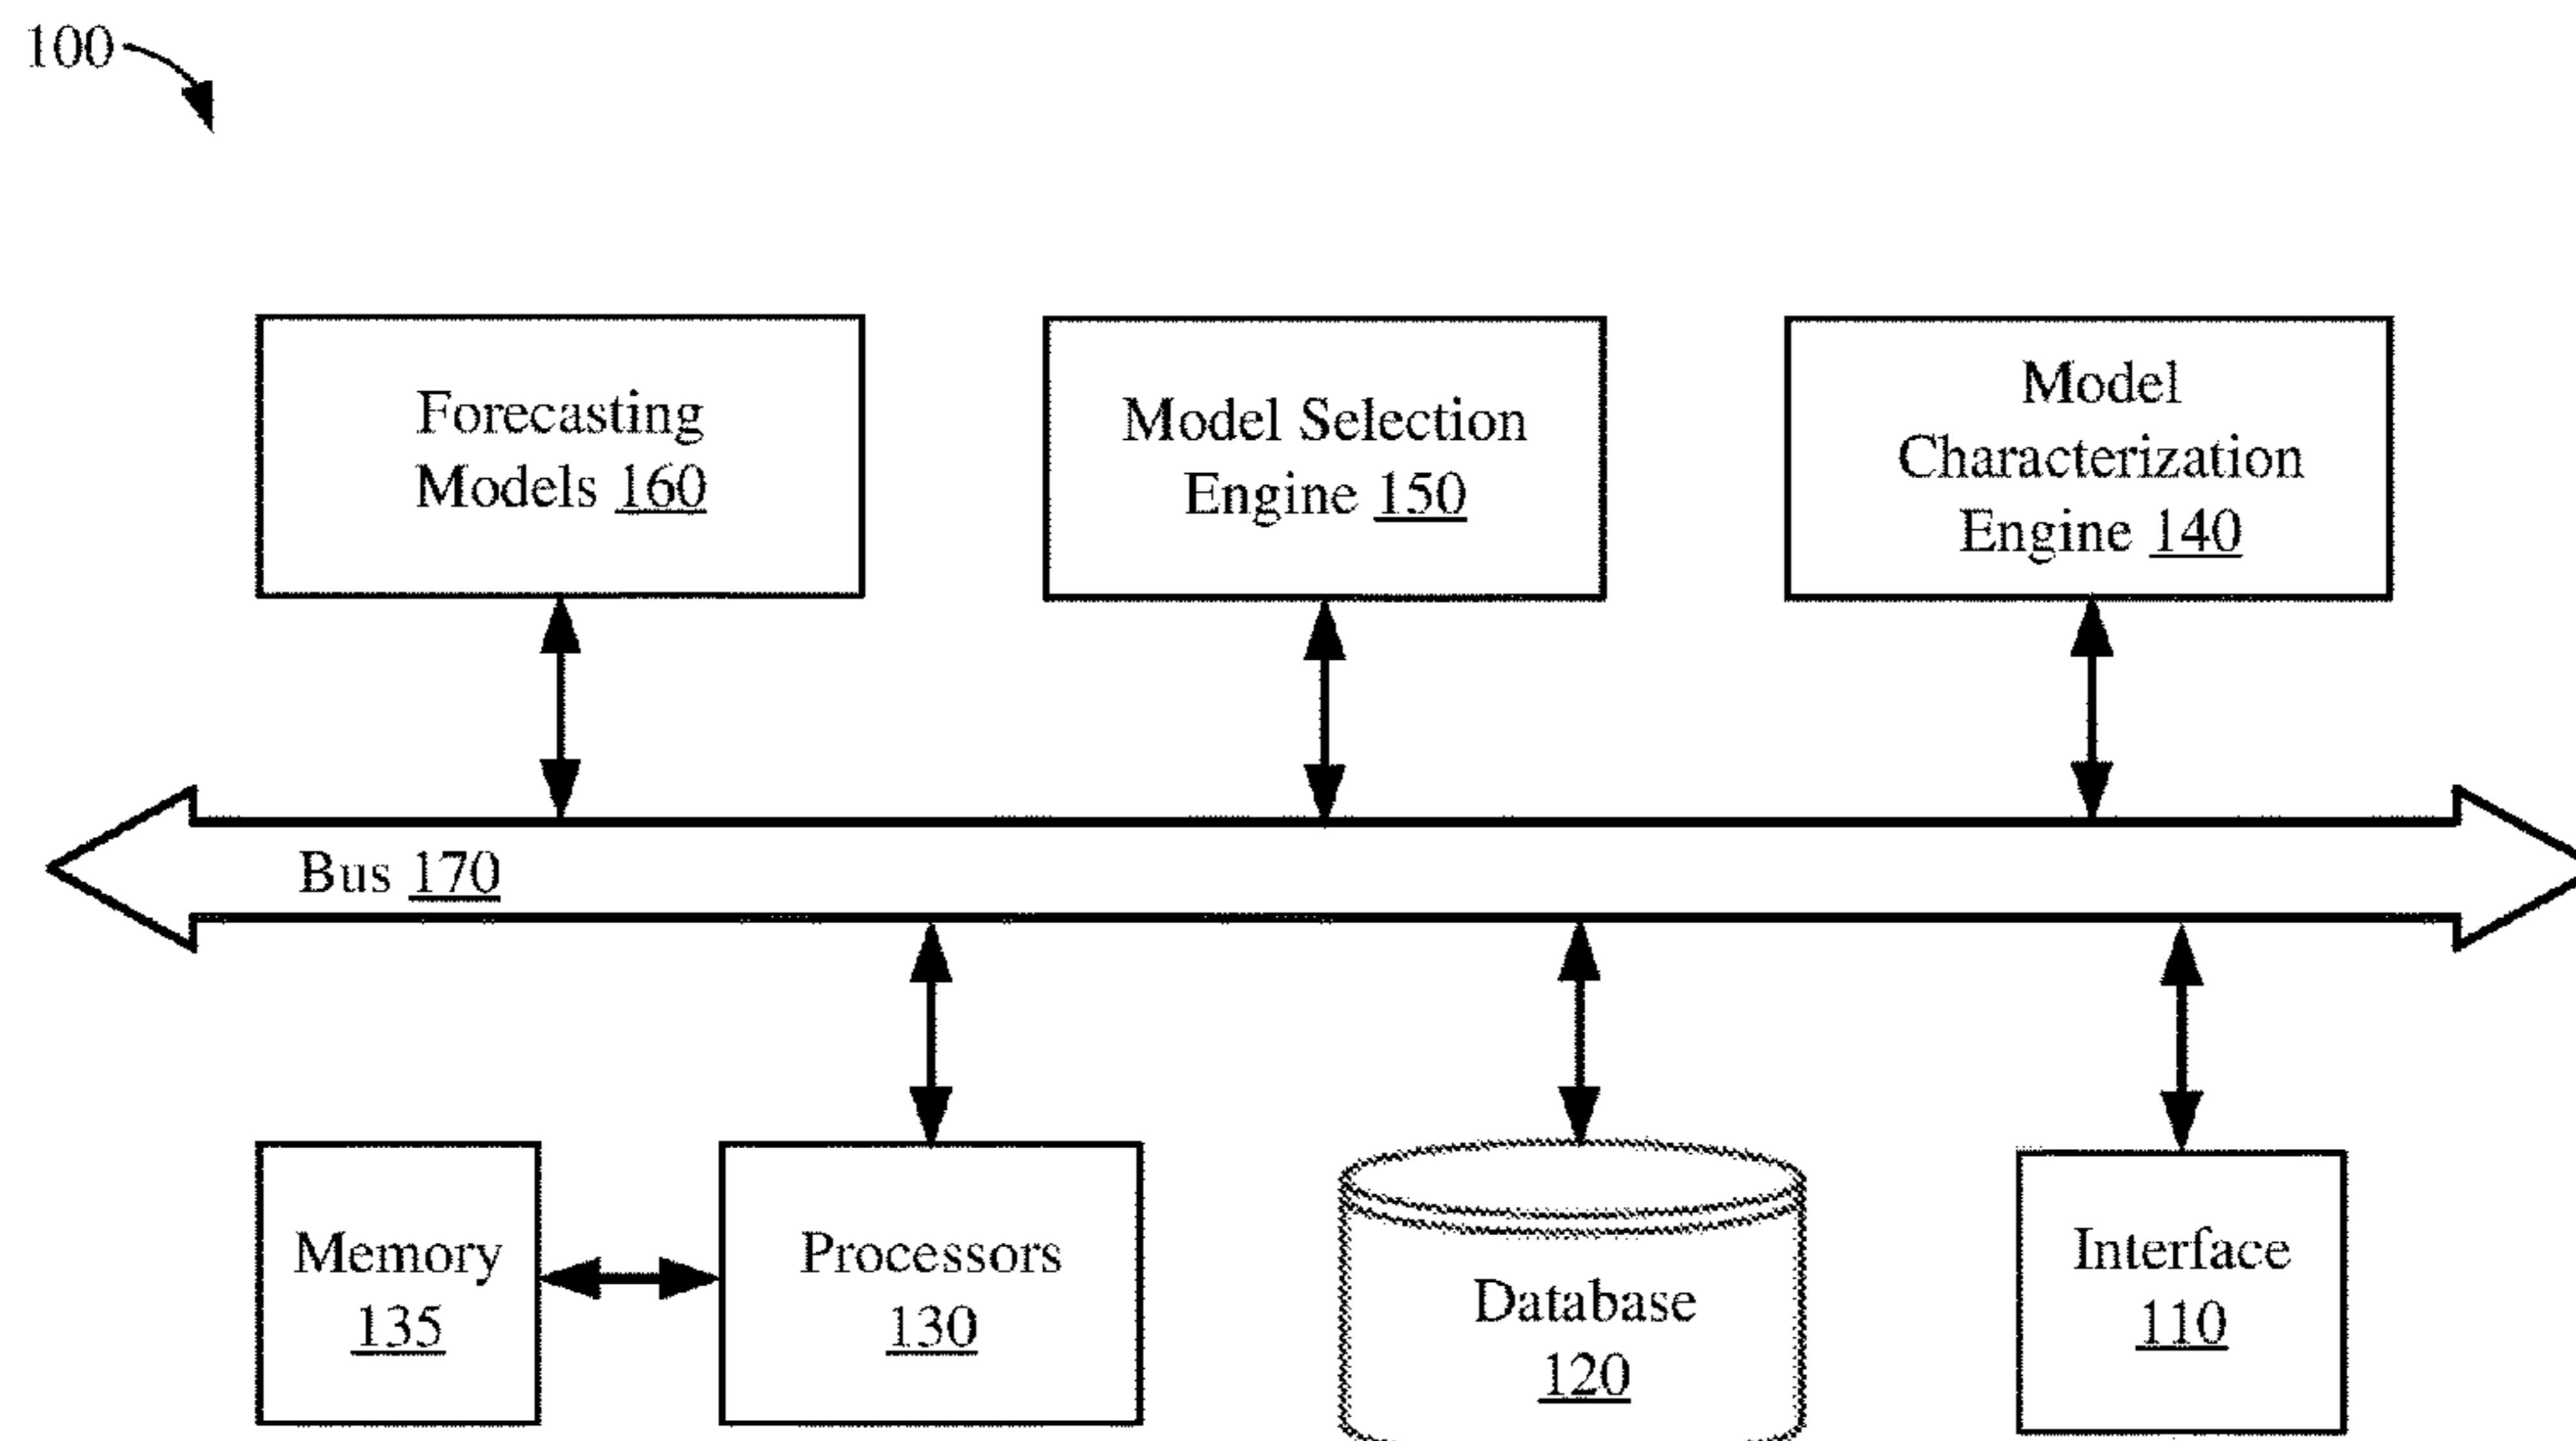 100
Forecasting
Models 160
Model Selection
Engine 150
Model
Characterization
Engine 140
Bus 170
Memory
135
Processors
130
Database
120
Interface
110